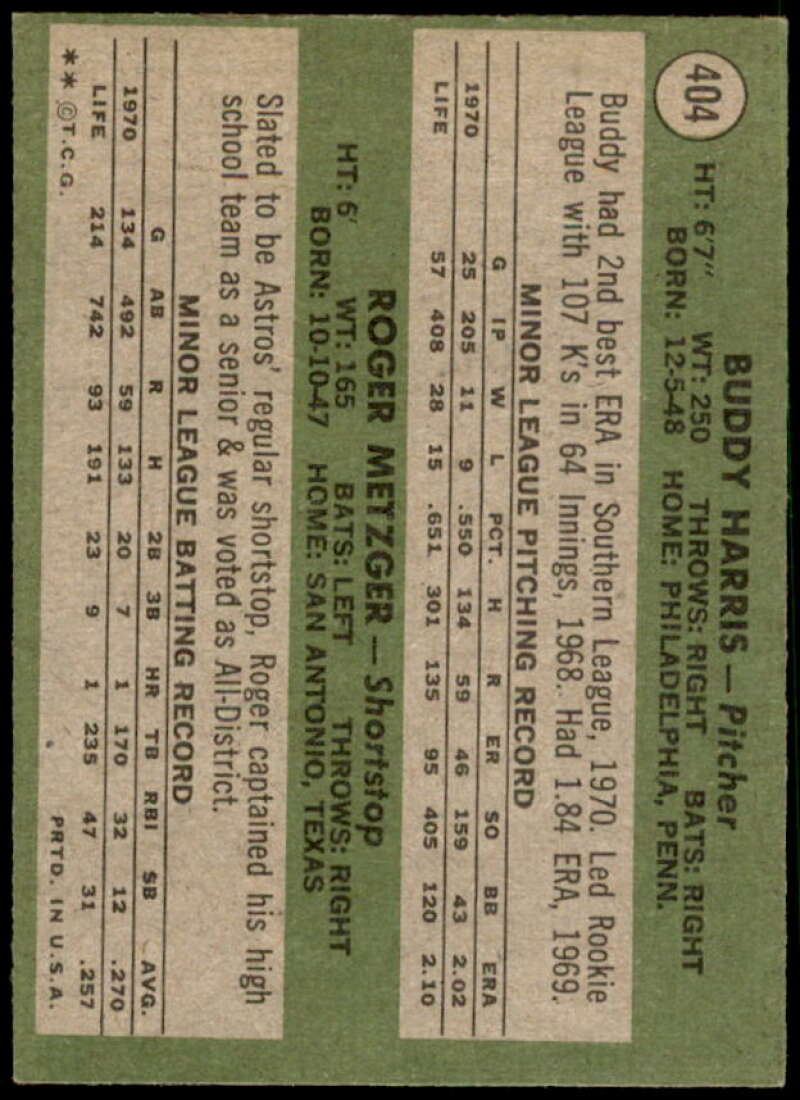 404
BUDDY HARRIS — Pitcher
HT: 6'7" WT: 250 THROWS: RIGHT BATS: RIGHT
BORN: 12-5-48 HOME: PHILADELPHIA, PENN.
Buddy had 2nd best ERA in Southern League, 1970. Led Rookie
League with 107 K's in 64 Innings, 1968. Had 1.84 ERA, 1969.
MINOR LEAGUE PITCHING RECORD
G IP W L PCT. H R ER SO BB ERA
1970 25 205 11 9 .550 134 59 46 159 43 2.02
LIFE 57 408 28 15 .651 301 135 95 405 120 2.10
ROGER METZGER — Shortstop
HT: 6' WT: 165 BATS: LEFT THROWS: RIGHT
BORN: 10-10-47 HOME: SAN ANTONIO, TEXAS
Slated to be Astros' regular shortstop, Roger captained his high
school team as a senior & was voted as All-District.
MINOR LEAGUE BATTING RECORD
G AB R H 2B 3B HR TB RBI SB AVG.
1970 134 492 59 133 20 7 1 170 32 12 .270
LIFE 214 742 93 191 23 9 1 235 47 31 .257
** ©T.C.G. PRTD. IN U.S.A.